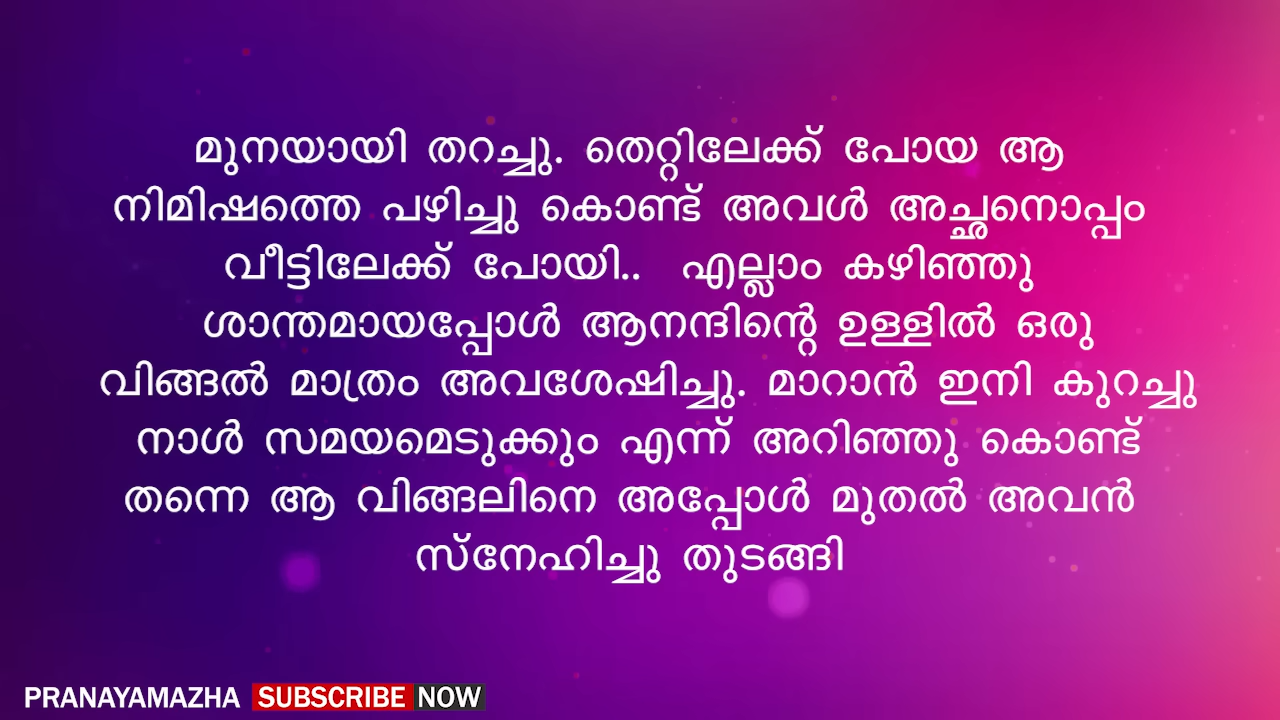 മുനയായി തറച്ചു. തെറ്റിലേക്ക് പോയ ആ
നിമിഷത്തെ പഴിച്ചു കൊണ്ട് അവൾ അച്ഛനൊപ്പം
വീട്ടിലേക്ക് പോയി.. എല്ലാം കഴിഞ്ഞു
ശാന്തമായപ്പോൾ ആനന്ദിന്റെ ഉള്ളിൽ ഒരു
വിങ്ങൽ മാത്രം അവശേഷിച്ചു. മാറാൻ ഇനി കുറച്ചു
നാൾ സമയമെടുക്കും എന്ന് അറിഞ്ഞു കൊണ്ട്
തന്നെ ആ വിങ്ങലിനെ അപ്പോൾ മുതൽ അവൻ
സ്നേഹിച്ചു തുടങ്ങി
PRANAYAMAZHA SUBSCRIBE NOW